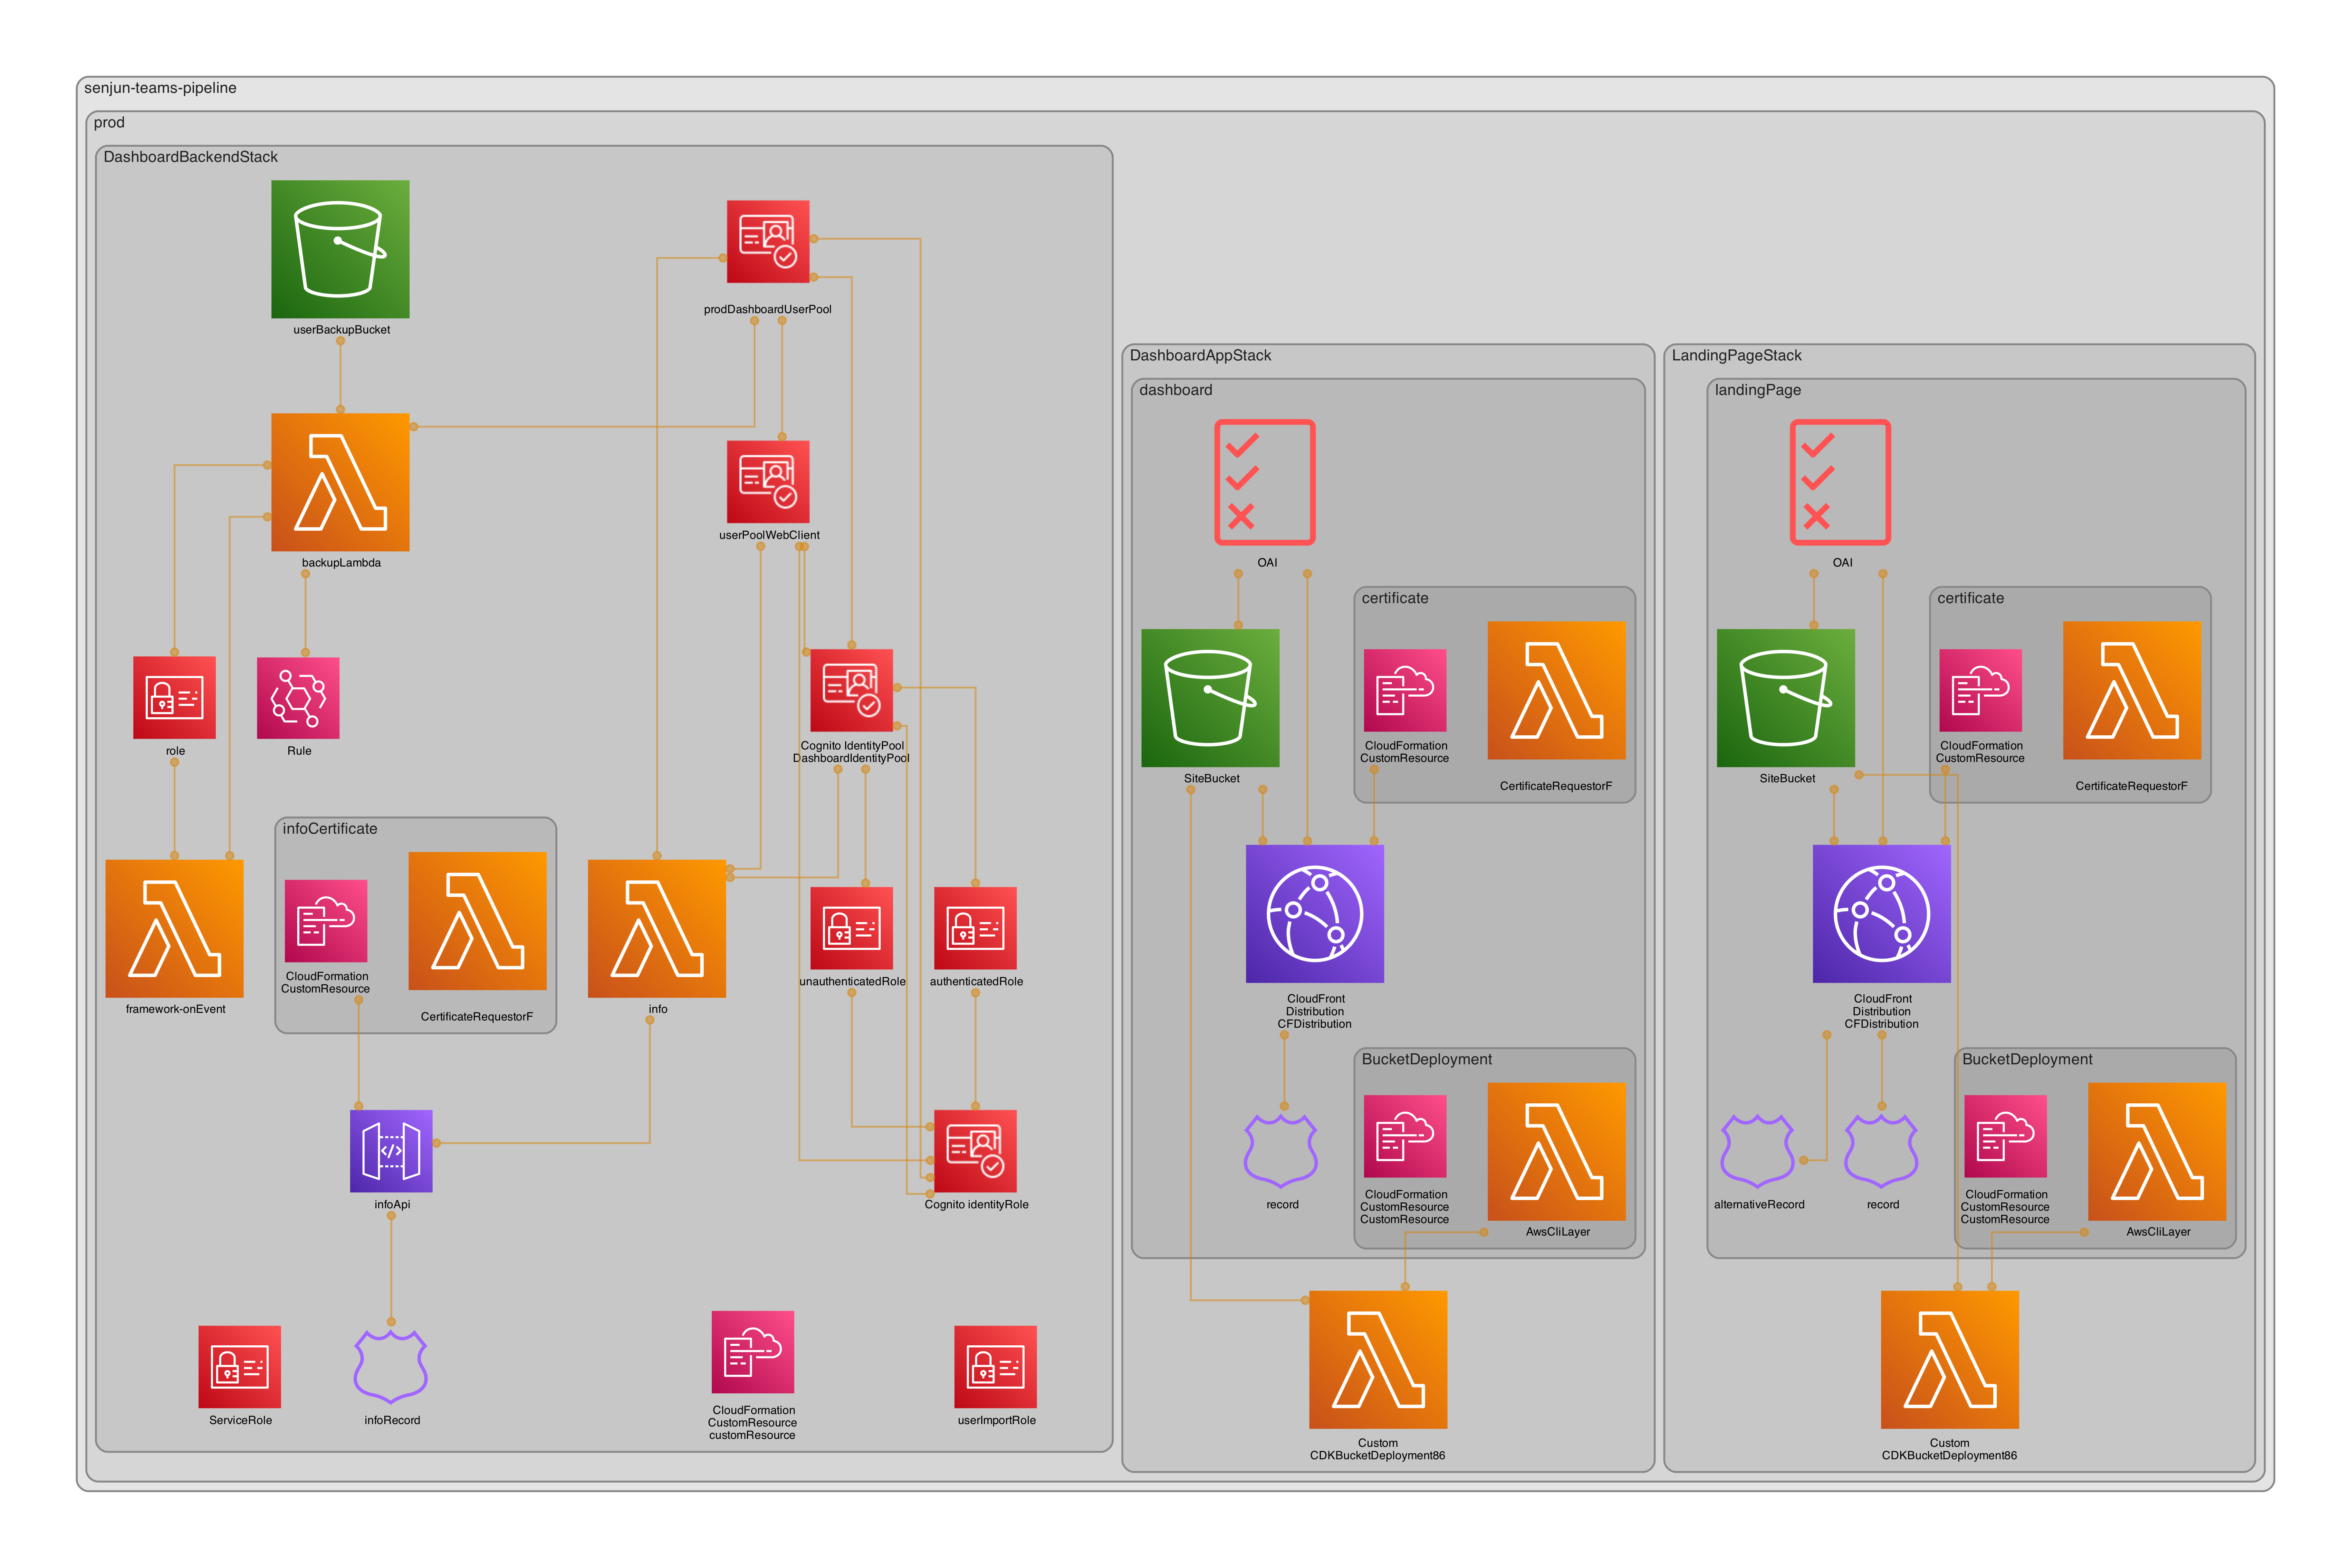 senjun-teams-pipeline
prod
DashboardBackendStack
userBackupBucket
prodDashboardUserPool
backupLambda
userPoolWebClient
role
Rule
Cognito IdentityPool
DashboardIdentityPool
infoCertificate
CloudFormation
CustomResource
CertificateRequestorF
framework-onEvent
info
unauthenticatedRole
authenticatedRole
infoApi
Cognito identityRole
ServiceRole
infoRecord
CloudFormation
CustomResource
customResource
userImportRole
DashboardAppStack
dashboard
OAI
certificate
CloudFormation
CustomResource
CertificateRequestorF
SiteBucket
CloudFront
Distribution
CFDistribution
BucketDeployment
record
CloudFormation
CustomResource
CustomResource
AwsCliLayer
Custom
CDKBucketDeployment86
LandingPageStack
landingPage
OAI
certificate
CloudFormation
CustomResource
CertificateRequestorF
SiteBucket
CloudFront
Distribution
CFDistribution
BucketDeployment
alternativeRecord
record
CloudFormation
CustomResource
CustomResource
AwsCliLayer
Custom
CDKBucketDeployment86